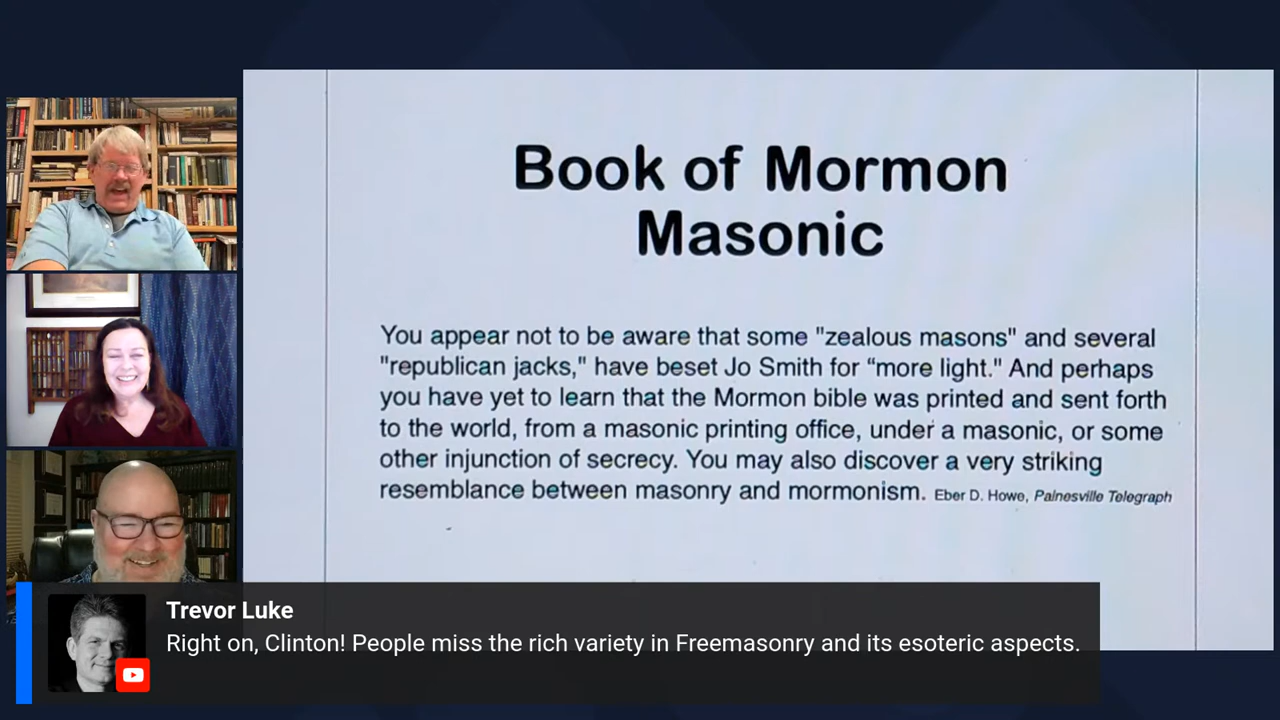 Book of Mormon
Masonic
You appear not to be aware that some "zealous masons" and several
"republican jacks," have beset Jo Smith for “more light." And perhaps
you have yet to learn that the Mormon bible was printed and sent forth
to the world, from a masonic printing office, under a masonic, or some
other injunction of secrecy. You may also discover a very striking
resemblance between masonry and mormonism. Eber D. Howe, Painesville Telegraph
Trevor Luke
Right on, Clinton! People miss the rich variety in Freemasonry and its esoteric aspects.